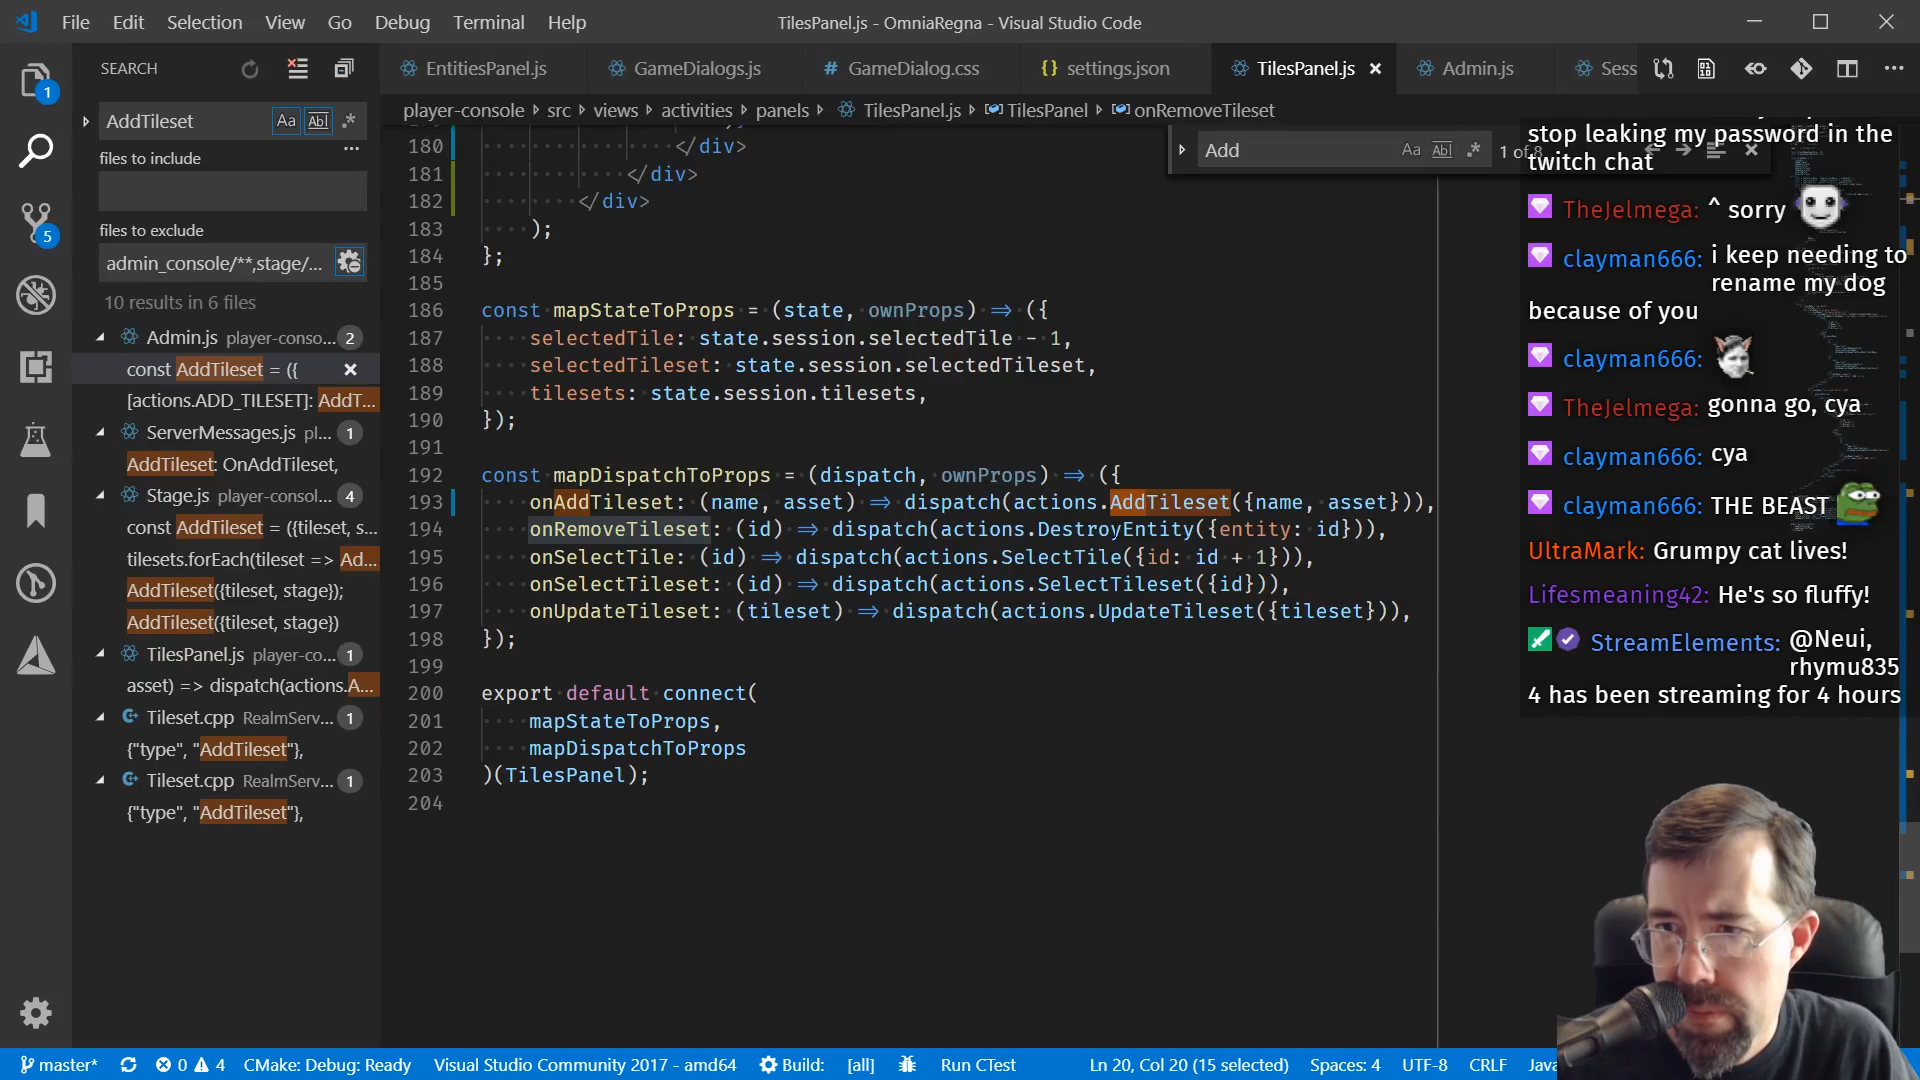 File Edit Selection View Go Debug Terminal Help
TilesPanel.js - OmniaRegna - Visual Studio Code
SEARCH
EntitiesPanel.js
GameDialogs.js
# GameDialog.css
{} settings.json
TilesPanel.js
Admin.js
Sess
AddTileset
Aa
Abl
.*
files to include
...
files to exclude
admin_console/**,stage/...
10 results in 6 files
Admin.js player-conso... 2
const AddTileset = ({
[actions.ADD_TILESET]: AddT...
ServerMessages.js pl... 1
AddTileset: OnAddTileset,
Stage.js player-consol... 4
const AddTileset = ({tileset, s...
tilesets.forEach(tileset => Ad...
AddTileset({tileset, stage});
AddTileset({tileset, stage})
TilesPanel.js player-co... 1
asset) => dispatch(actions.A...
Tileset.cpp RealmServ... 1
{"type", "AddTileset"},
Tileset.cpp RealmServ... 1
{"type", "AddTileset"},
player-console > src > views > activities > panels > TilesPanel.js > TilesPanel > onRemoveTileset
Add
Aa
Abl
.*
1 of 8
180 </div>
181 </div>
182 </div>
183 );
184 };
185
186 const mapStateToProps = (state, ownProps) => ({
187 selectedTile: state.session.selectedTile - 1,
188 selectedTileset: state.session.selectedTileset,
189 tilesets: state.session.tilesets,
190 });
191
192 const mapDispatchToProps = (dispatch, ownProps) => ({
193 onAddTileset: (name, asset) => dispatch(actions.AddTileset({name, asset})),
194 onRemoveTileset: (id) => dispatch(actions.DestroyEntity({entity: id})),
195 onSelectTile: (id) => dispatch(actions.SelectTile({id: id + 1})),
196 onSelectTileset: (id) => dispatch(actions.SelectTileset({id})),
197 onUpdateTileset: (tileset) => dispatch(actions.UpdateTileset({tileset})),
198 });
199
200 export default connect(
201 mapStateToProps,
202 mapDispatchToProps
203 )(TilesPanel);
204
stop leaking my password in the
twitch chat
TheJelmega: ^ sorry
clayman666: i keep needing to
rename my dog
because of you
clayman666:
TheJelmega: gonna go, cya
clayman666: cya
clayman666: THE BEAST
UltraMark: Grumpy cat lives!
Lifesmeaning42: He's so fluffy!
StreamElements: @Neui,
rhymu835
4 has been streaming for 4 hours
1
5
master*
0
4
CMake: Debug: Ready
Visual Studio Community 2017 - amd64
Build:
[all]
Run CTest
Ln 20, Col 20 (15 selected)
Spaces: 4
UTF-8
CRLF
Jav